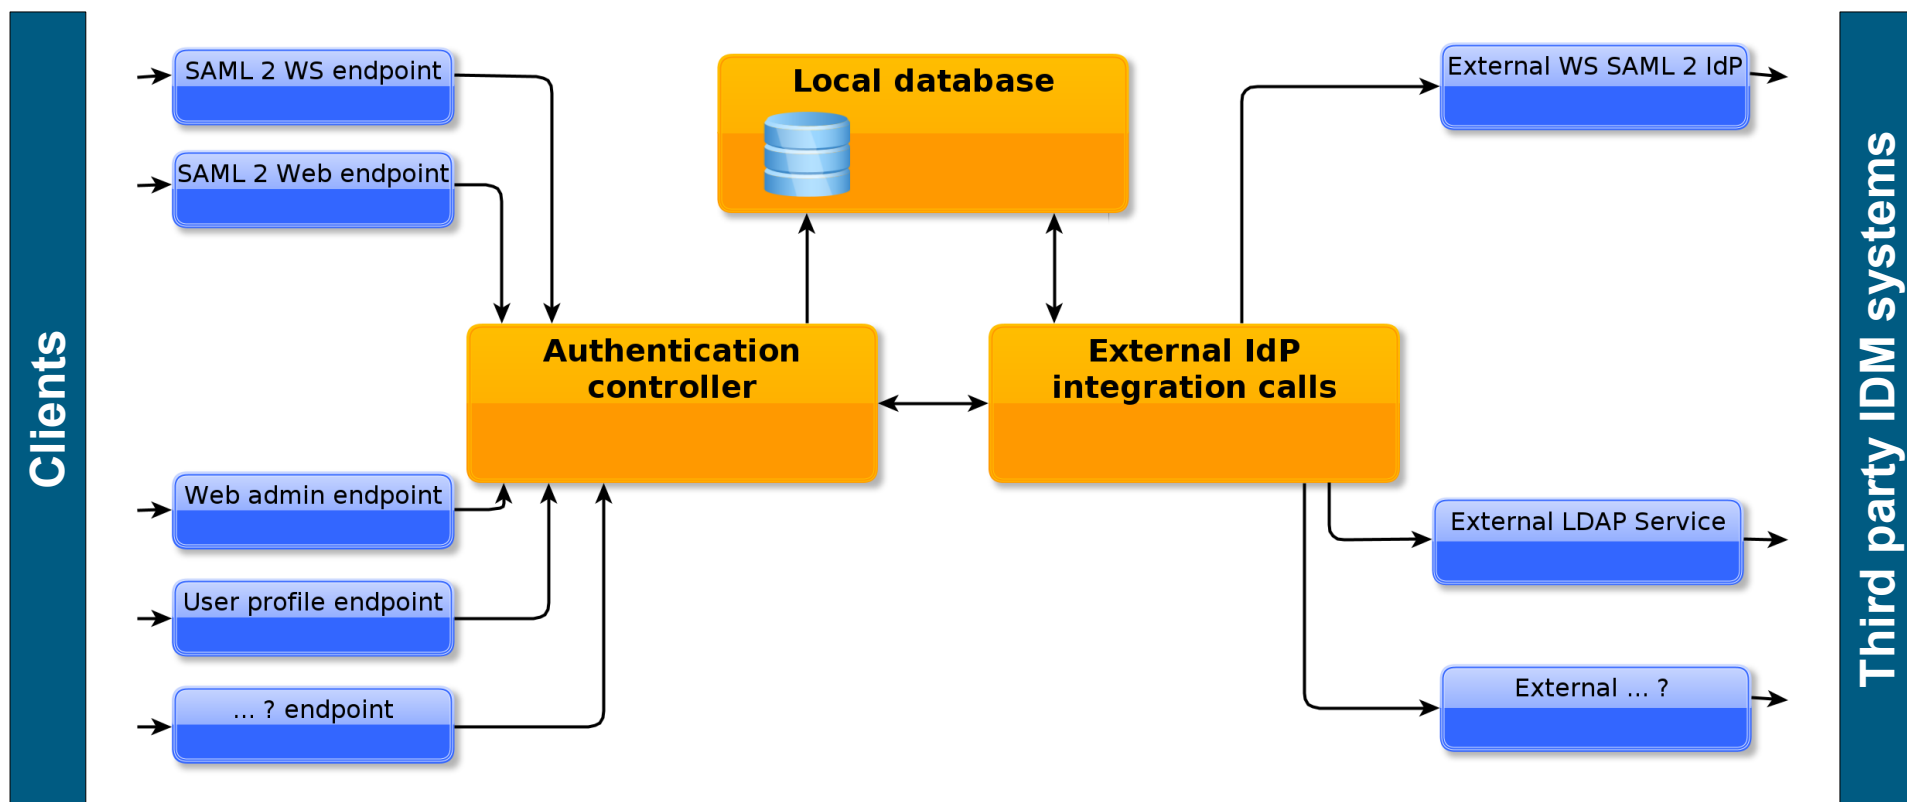 Clients
SAML 2 WS endpoint
SAML 2 Web endpoint
Web admin endpoint
User profile endpoint
... ? endpoint
Local database
Authentication
controller
External IdP
integration calls
External WS SAML 2 IdP
External LDAP Service
External ... ?
Third party IDM systems